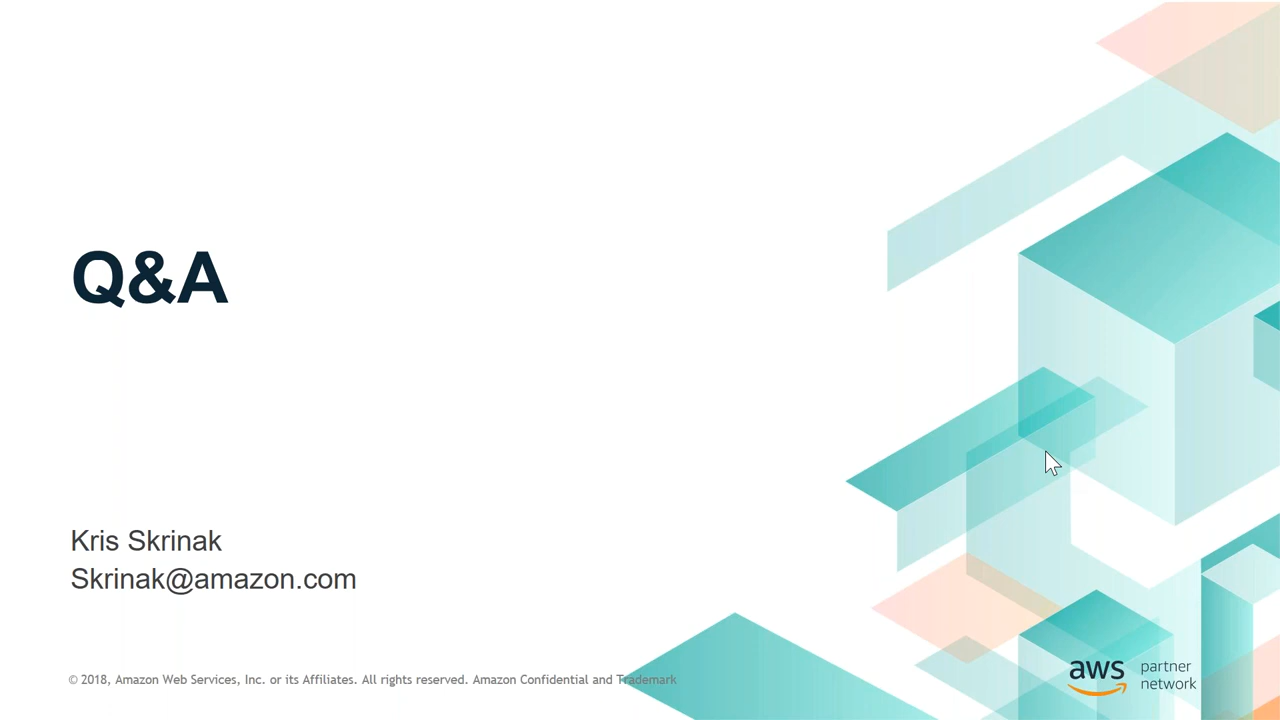 Q&A
Kris Skrinak
Skrinak@amazon.com
© 2018, Amazon Web Services, Inc. or its Affiliates. All rights reserved. Amazon Confidential and Trademark
aws partner
network